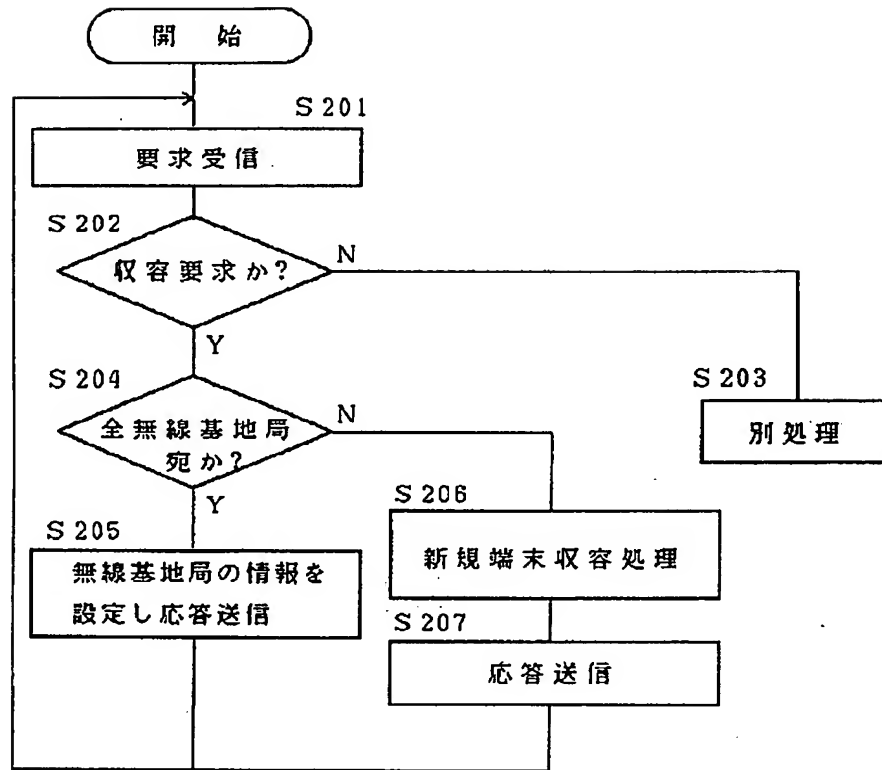 開 始
S201
要求受信
S202
収容要求か?
N
Y
S204
全無線基地局
宛か?
N
Y
S203
別処理
S205
無線基地局の情報を
設定し応答送信
S206
新規端末収容処理
S207
応答送信